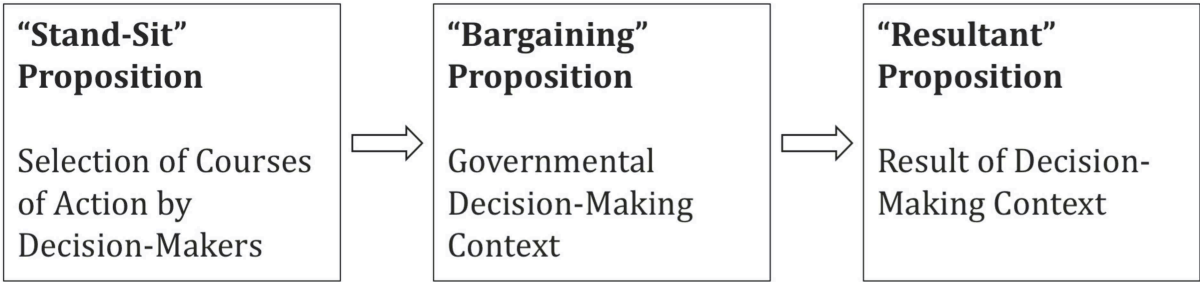 “Stand-Sit”
Proposition
Selection of Courses
of Action by
Decision-Makers
“Bargaining”
Proposition
Governmental
Decision-Making
Context
“Resultant”
Proposition
Result of Decision-
Making Context